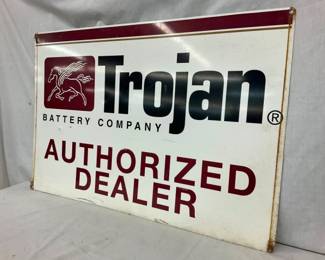 Trojan®
BATTERY COMPANY
AUTHORIZED
DEALER